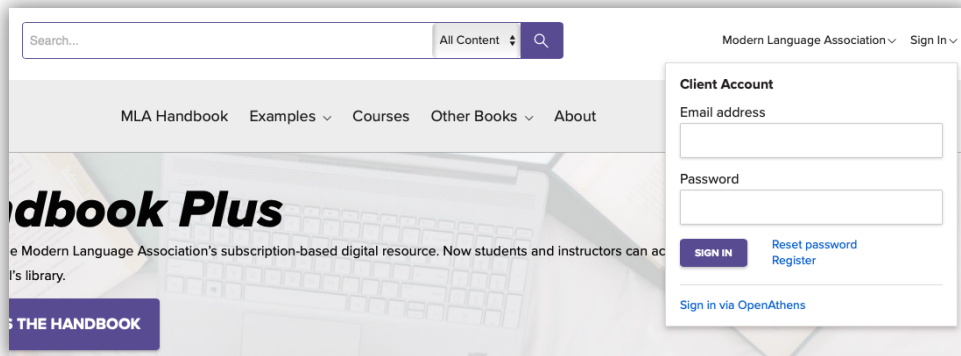 Search...
All Content
Modern Language Association
Sign In
Client Account
Email address
Password
SIGN IN
Reset password
Register
Sign in via OpenAthens
MLA Handbook
Examples
Courses
Other Books
About
dbook Plus
e Modern Language Association's subscription-based digital resource. Now students and instructors can ac
l's library.
S THE HANDBOOK